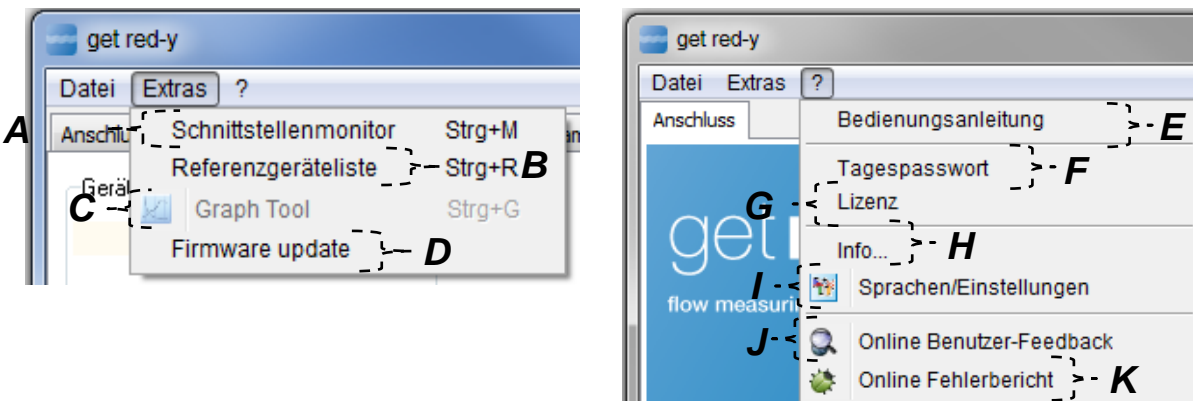 get red-y
Datei Extras ?
A Anschlu
Schnittstellenmonitor Strg+M
Referenzgeräteliste Strg+R B
Gerä
C Graph Tool Strg+G
Firmware update D
get red-y
Datei Extras ?
Anschluss
Bedienungsanleitung E
Tagespasswort F
G Lizenz
get
Info... H
I Sprachen/Einstellungen
flow measuri
J Online Benutzer-Feedback
Online Fehlerbericht K